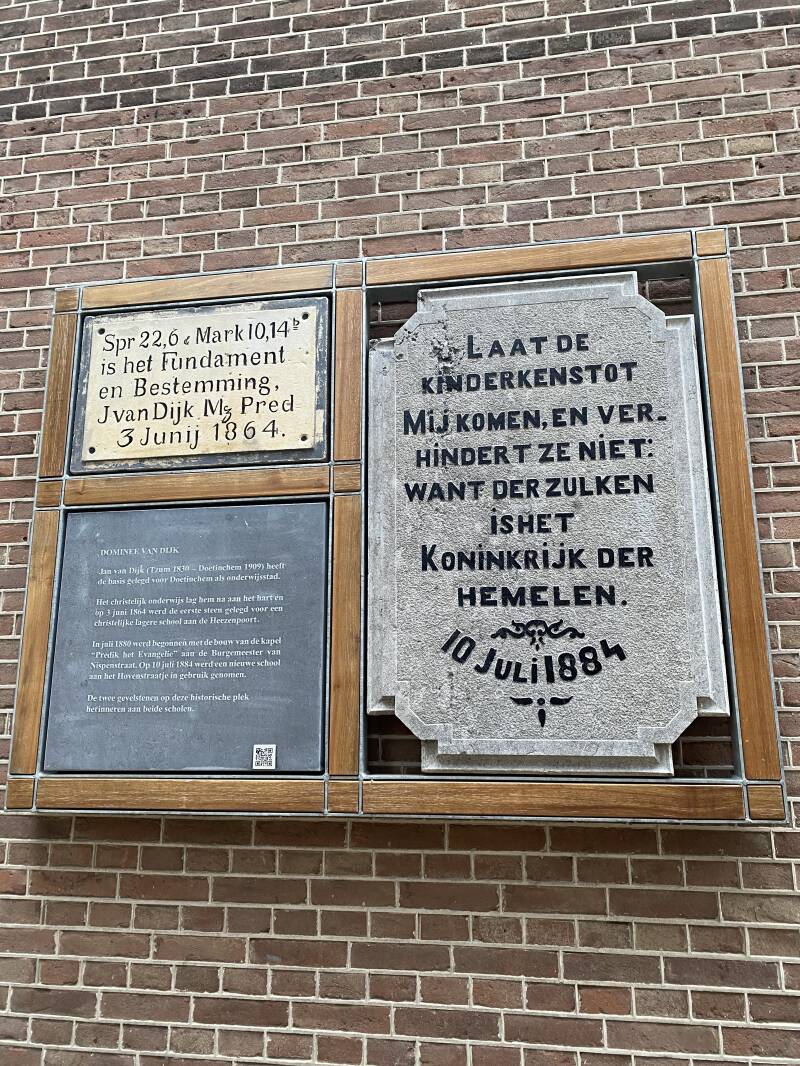 Spr 22,6 & Mark 10,14b
is het Fundament
en Bestemming,
J van Dijk Mz Pred
3 Junij 1864.
DOMINEE VAN DIJK
Jan van Dijk (Tzum 1830 - Doetinchem 1909) heeft
de basis gelegd voor Doetinchem als onderwijsstad.
Het christelijk onderwijs lag hem na aan het hart en
op 3 juni 1864 werd de eerste steen gelegd voor een
christelijke lagere school aan de Heezenpoort.
In juli 1880 werd begonnen met de bouw van de kapel
"Predik het Evangelie" aan de Burgemeester van
Nispenstraat. Op 10 juli 1884 werd een nieuwe school
aan het Hovenstraatje in gebruik genomen.
De twee gevelstenen op deze historische plek
herinneren aan beide scholen.
LAAT DE
KINDERKENS TOT
MIJ KOMEN, EN VER-
HINDERT ZE NIET:
WANT DERZULKEN
IS HET
KONINKRIJK DER
HEMELEN.
10 JULI 1884